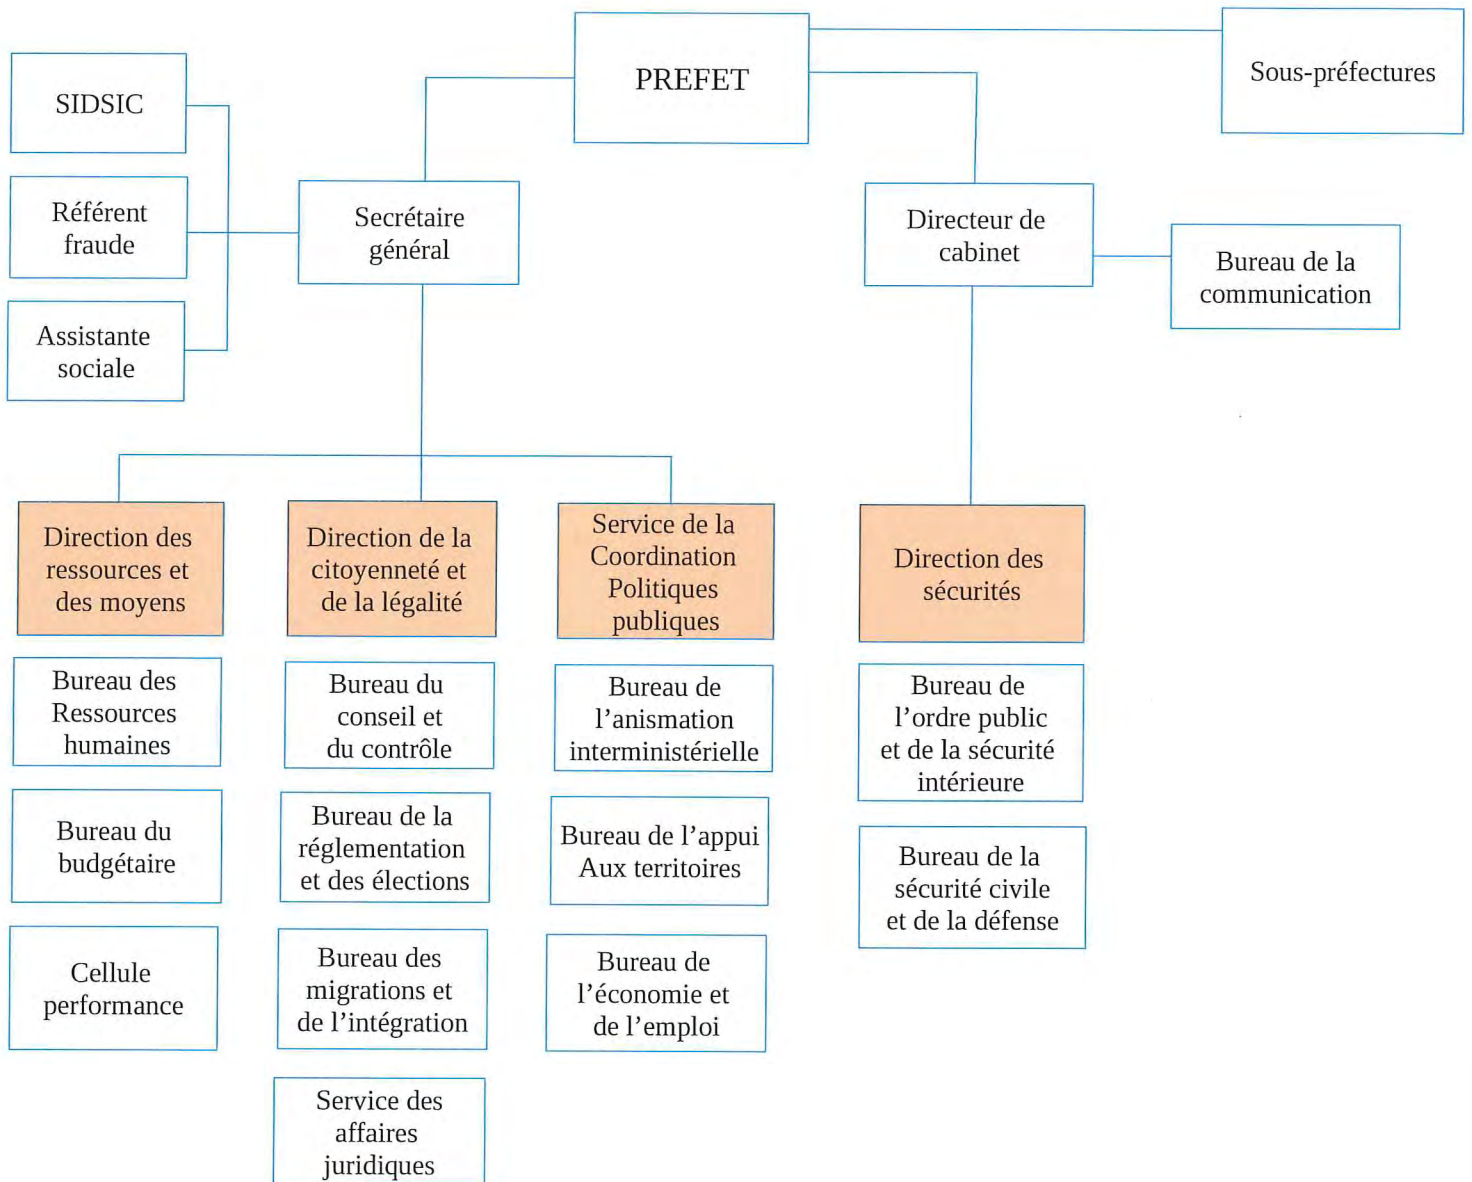 PREFET
Sous-préfectures
SIDSIC
Référent
fraude
Assistante
sociale
Secrétaire
général
Directeur de
cabinet
Bureau de la
communication
Direction des
ressources et
des moyens
Direction de la
citoyenneté et
de la légalité
Service de la
Coordination
Politiques
publiques
Direction des
sécurités
Bureau des
Ressources
humaines
Bureau du
budgétaire
Cellule
performance
Bureau du
conseil et
du contrôle
Bureau de la
réglementation
et des élections
Bureau des
migrations et
de l’intégration
Service des
affaires
juridiques
Bureau de
l’anismation
interministérielle
Bureau de l’appui
Aux territoires
Bureau de
l’économie et
de l’emploi
Bureau de
l’ordre public
et de la sécurité
intérieure
Bureau de la
sécurité civile
et de la défense